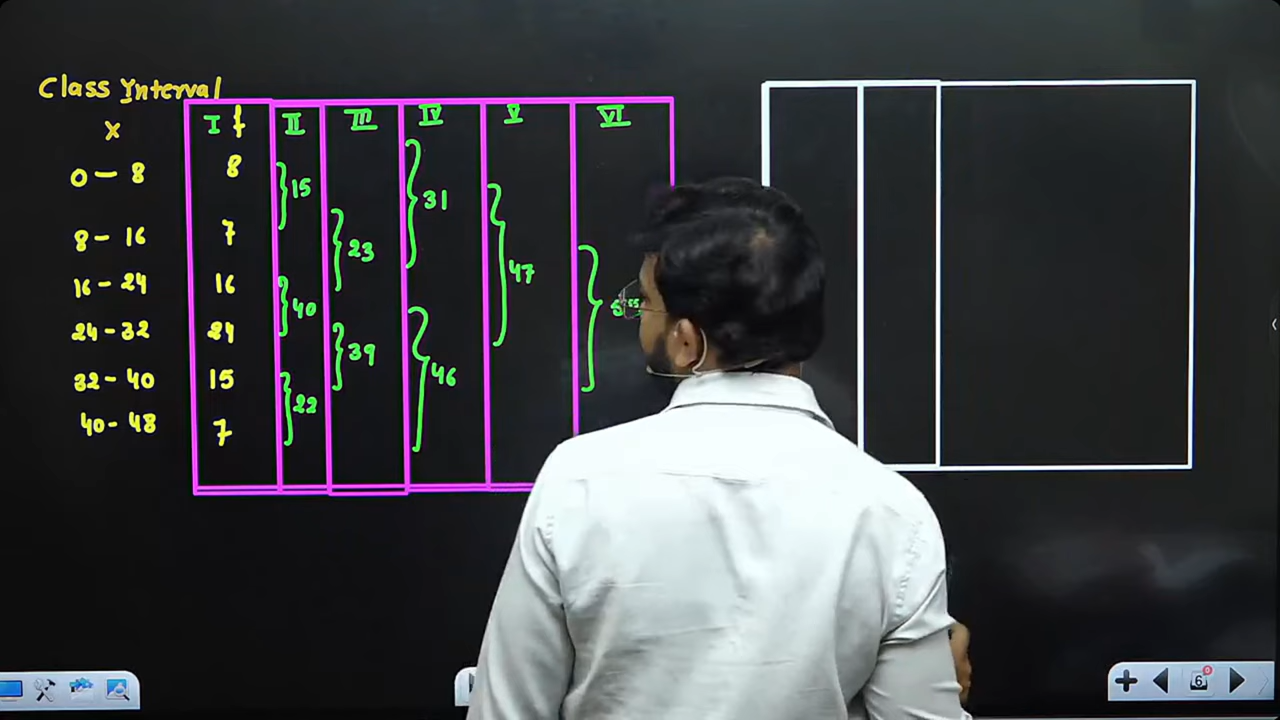 Class Interval
x I f II III IV V VI
0 - 8 8
15
31
8 - 16 7
23
47
16 - 24 16
40
24 - 32 24
39
46
32 - 40 15
22
40 - 48 7
6